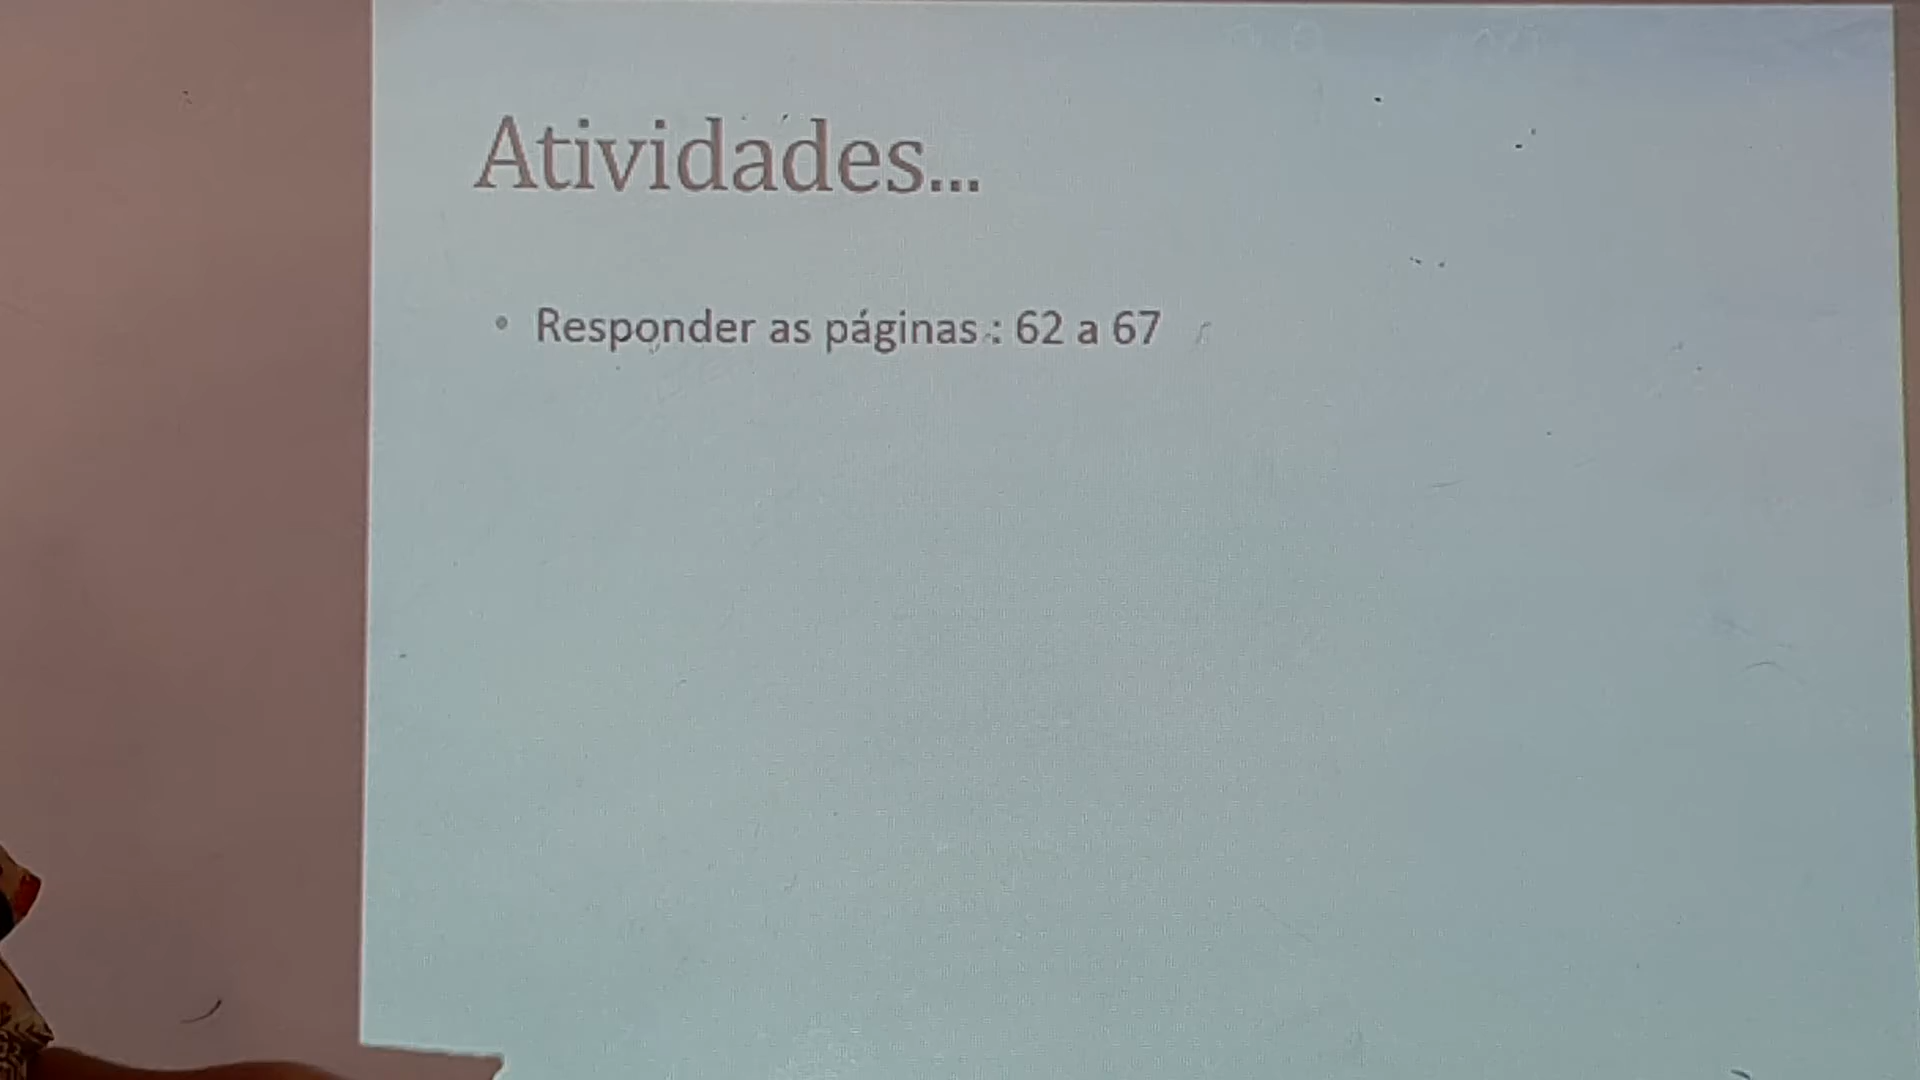 Atividades...
• Responder as páginas : 62 a 67